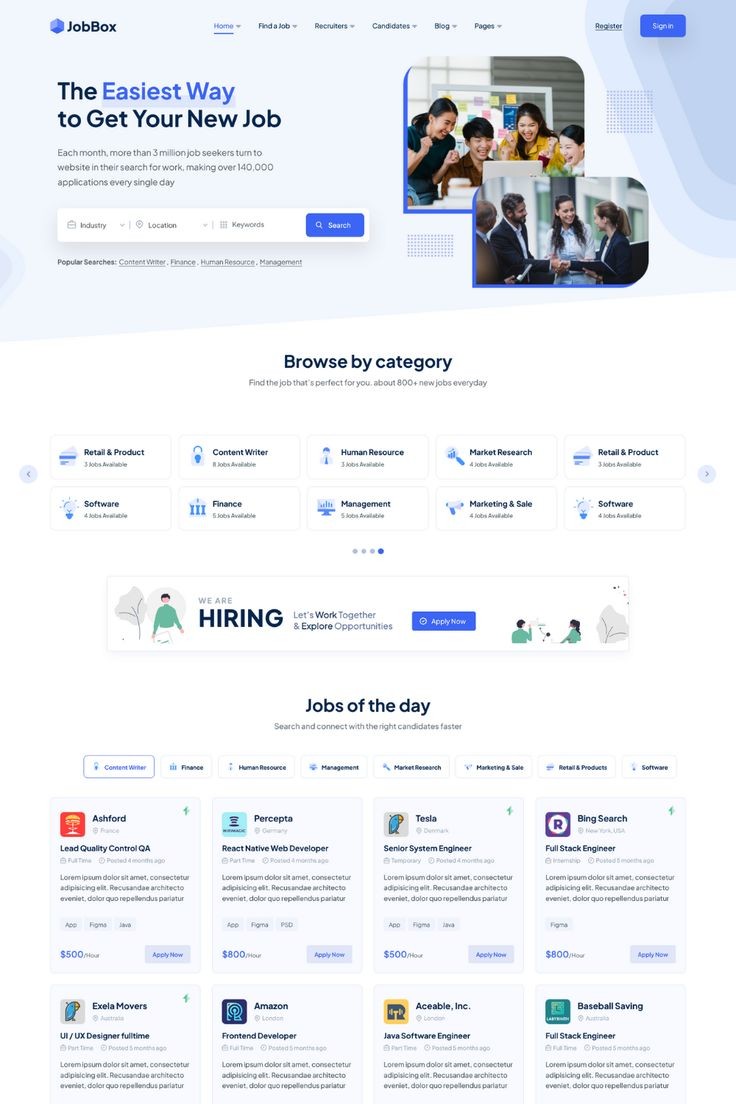 JobBox
Home Find a Job Recruiters Candidates Blog Pages Register Sign in
The Easiest Way
to Get Your New Job
Each month, more than 3 million job seekers turn to
website in their search for work, making over 140,000
applications every single day
Industry Location Keywords Search
Popular Searches: Content Writer , Finance , Human Resource , Management
Browse by category
Find the job that's perfect for you. about 800+ new jobs everyday
Retail & Product Content Writer Human Resource Market Research Retail & Product
3 Jobs Available 8 Jobs Available 5 Jobs Available 4 Jobs Available 3 Jobs Available
Software Finance Management Marketing & Sale Software
4 Jobs Available 5 Jobs Available 5 Jobs Available 4 Jobs Available 4 Jobs Available
WE ARE
HIRING
Let's Work Together
& Explore Opportunities
Apply Now
Jobs of the day
Search and connect with the right candidates faster
Content Writer Finance Human Resource Management Market Research Marketing & Sale Retail & Products Software
Ashford
France
Lead Quality Control QA
Full Time Posted 4 months ago
Lorem ipsum dolor sit amet, consectetur
adipisicing elit. Recusandae architecto
eveniet, dolor quo repellendus pariatur
App Figma Java
$500/Hour Apply Now
Percepta
Germany
React Native Web Developer
Part Time Posted 4 months ago
Lorem ipsum dolor sit amet, consectetur
adipisicing elit. Recusandae architecto
eveniet, dolor quo repellendus pariatur
App Figma PSD
$800/Hour Apply Now
Tesla
Denmark
Senior System Engineer
Temporary Posted 4 months ago
Lorem ipsum dolor sit amet, consectetur
adipisicing elit. Recusandae architecto
eveniet, dolor quo repellendus pariatur
App Figma Java
$500/Hour Apply Now
R
Bing Search
New York, USA
Full Stack Engineer
Internship Posted 5 months ago
Lorem ipsum dolor sit amet, consectetur
adipisicing elit. Recusandae architecto
eveniet, dolor quo repellendus pariatur
Figma
$800/Hour Apply Now
Exela Movers
Australia
UI / UX Designer fulltime
Part Time Posted 5 months ago
Lorem ipsum dolor sit amet, consectetur
adipisicing elit. Recusandae architecto
eveniet, dolor quo repellendus pariatur
Amazon
London
Frontend Developer
Full Time Posted 5 months ago
Lorem ipsum dolor sit amet, consectetur
adipisicing elit. Recusandae architecto
eveniet, dolor quo repellendus pariatur
Aceable, Inc.
London
Java Software Engineer
Part Time Posted 5 months ago
Lorem ipsum dolor sit amet, consectetur
adipisicing elit. Recusandae architecto
eveniet, dolor quo repellendus pariatur
Baseball Saving
Australia
Full Stack Engineer
Full Time Posted 5 months ago
Lorem ipsum dolor sit amet, consectetur
adipisicing elit. Recusandae architecto
eveniet, dolor quo repellendus pariatur